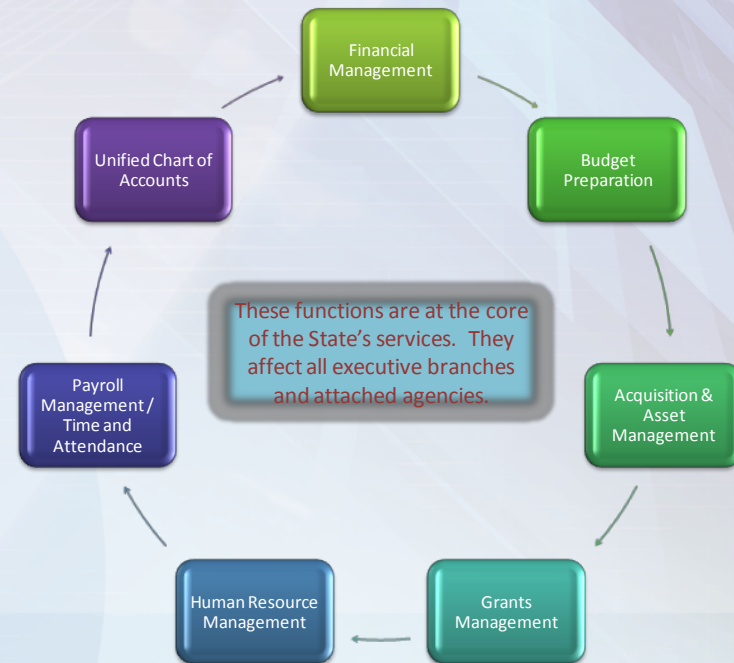 Financial
Management
Budget
Preparation
Acquisition &
Asset
Management
Grants
Management
Human Resource
Management
Payroll
Management /
Time and
Attendance
Unified Chart of
Accounts
These functions are at the core
of the State's services. They
affect all executive branches
and attached agencies.